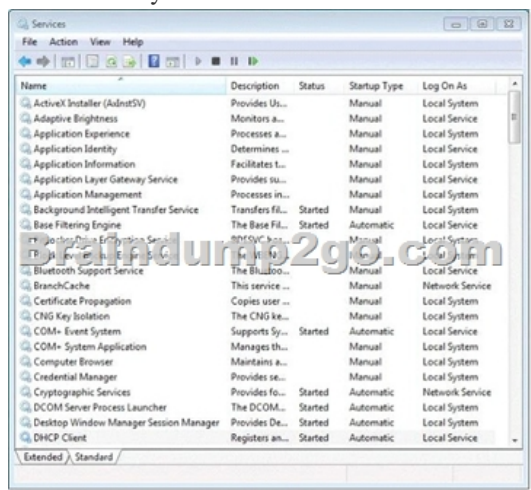 Services
File Action View Help
Name Description Status Startup Type Log On As
ActiveX Installer (AxInstSV) Provides Us... Manual Local System
Adaptive Brightness Monitors a... Manual Local Service
Application Experience Processes a... Manual Local System
Application Identity Determines ... Manual Local Service
Application Information Facilitates t... Manual Local System
Application Layer Gateway Service Provides su... Manual Local Service
Application Management Processes in... Manual Local System
Background Intelligent Transfer Service Transfers fil... Started Manual Local System
Base Filtering Engine The Base Fil... Started Automatic Local Service
Service Manual Local System
Braindump2go.com
Service Manual Local System
Bluetooth Support Service The Bluetoo... Manual Local Service
BranchCache This service ... Manual Network Service
Certificate Propagation Copies user ... Manual Local System
CNG Key Isolation The CNG ke... Manual Local System
COM+ Event System Supports Sy... Started Automatic Local Service
COM+ System Application Manages th... Manual Local System
Computer Browser Maintains a... Manual Local System
Credential Manager Provides se... Manual Local System
Cryptographic Services Provides fo... Started Automatic Network Service
DCOM Server Process Launcher The DCOM... Started Automatic Local System
Desktop Window Manager Session Manager Provides De... Started Automatic Local System
DHCP Client Registers an... Started Automatic Local Service
Extended Standard